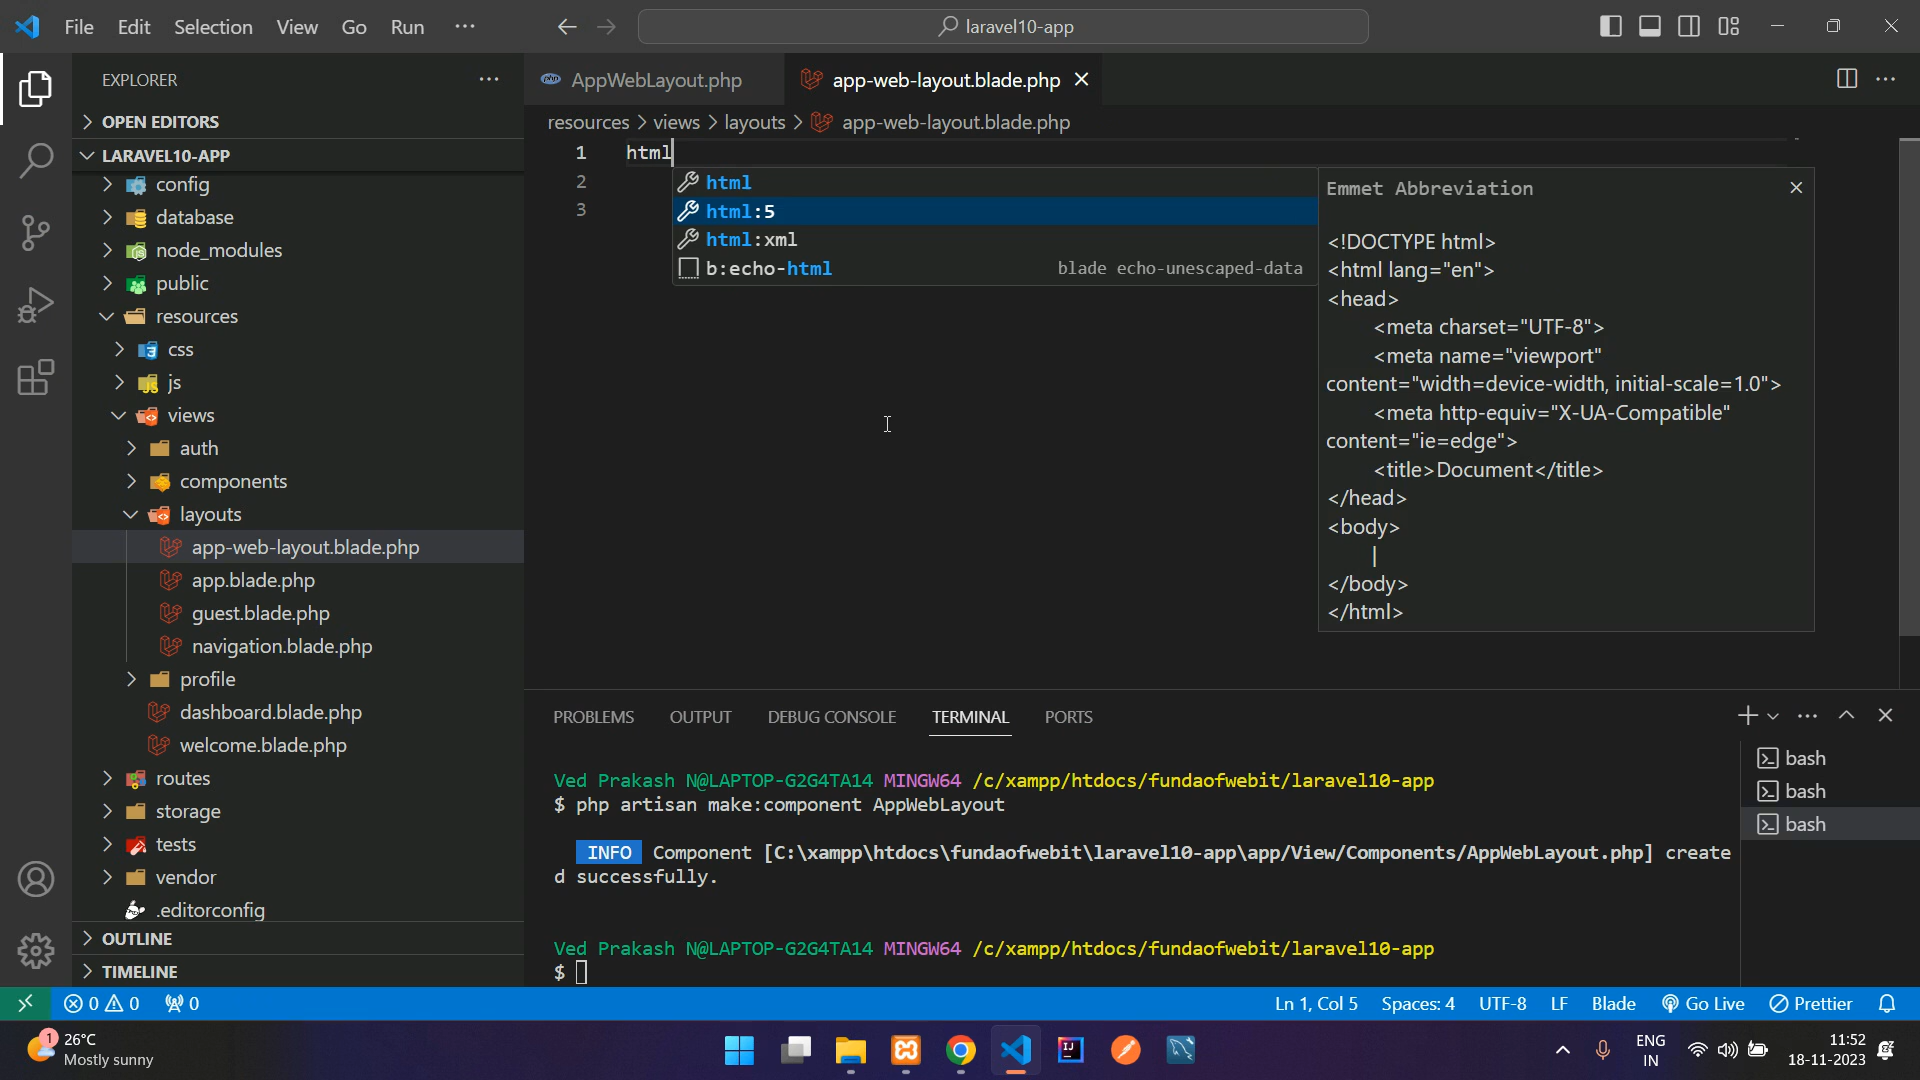 File Edit Selection View Go Run ···
laravel10-app
EXPLORER
OPEN EDITORS
LARAVEL10-APP
config
database
node_modules
public
resources
css
js
views
auth
components
layouts
app-web-layout.blade.php
app.blade.php
guest.blade.php
navigation.blade.php
profile
dashboard.blade.php
welcome.blade.php
routes
storage
tests
vendor
.editorconfig
OUTLINE
TIMELINE
AppWebLayout.php
app-web-layout.blade.php
resources > views > layouts > app-web-layout.blade.php
1 html
2
3
html
html:5
html:xml
b:echo-html blade echo-unescaped-data
Emmet Abbreviation
<!DOCTYPE html>
<html lang="en">
<head>
<meta charset="UTF-8">
<meta name="viewport"
content="width=device-width, initial-scale=1.0">
<meta http-equiv="X-UA-Compatible"
content="ie=edge">
<title>Document</title>
</head>
<body>
|
</body>
</html>
PROBLEMS OUTPUT DEBUG CONSOLE TERMINAL PORTS
Ved Prakash N@LAPTOP-G2G4TA14 MINGW64 /c/xampp/htdocs/fundaofwebit/laravel10-app
$ php artisan make:component AppWebLayout
INFO Component [C:\xampp\htdocs\fundaofwebit\laravel10-app\app/View/Components/AppWebLayout.php] create
d successfully.
Ved Prakash N@LAPTOP-G2G4TA14 MINGW64 /c/xampp/htdocs/fundaofwebit/laravel10-app
$
bash
bash
bash
0 0 0
Ln 1, Col 5 Spaces: 4 UTF-8 LF Blade Go Live Prettier
1
26°C
Mostly sunny
ENG
IN
11:52
18-11-2023